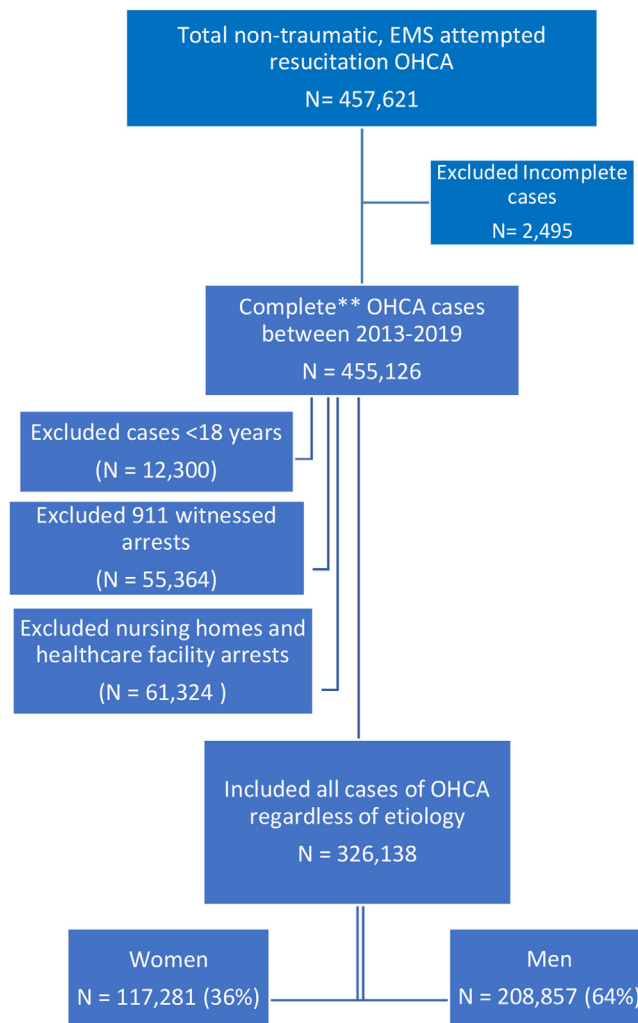 Total non-traumatic, EMS attempted
resucitation OHCA
N= 457,621
Excluded Incomplete
cases
N= 2,495
Complete** OHCA cases
between 2013-2019
N = 455,126
Excluded cases <18 years
(N = 12,300)
Excluded 911 witnessed
arrests
(N = 55,364)
Excluded nursing homes and
healthcare facility arrests
(N = 61,324 )
Included all cases of OHCA
regardless of etiology
N = 326,138
Women
N = 117,281 (36%)
Men
N = 208,857 (64%)